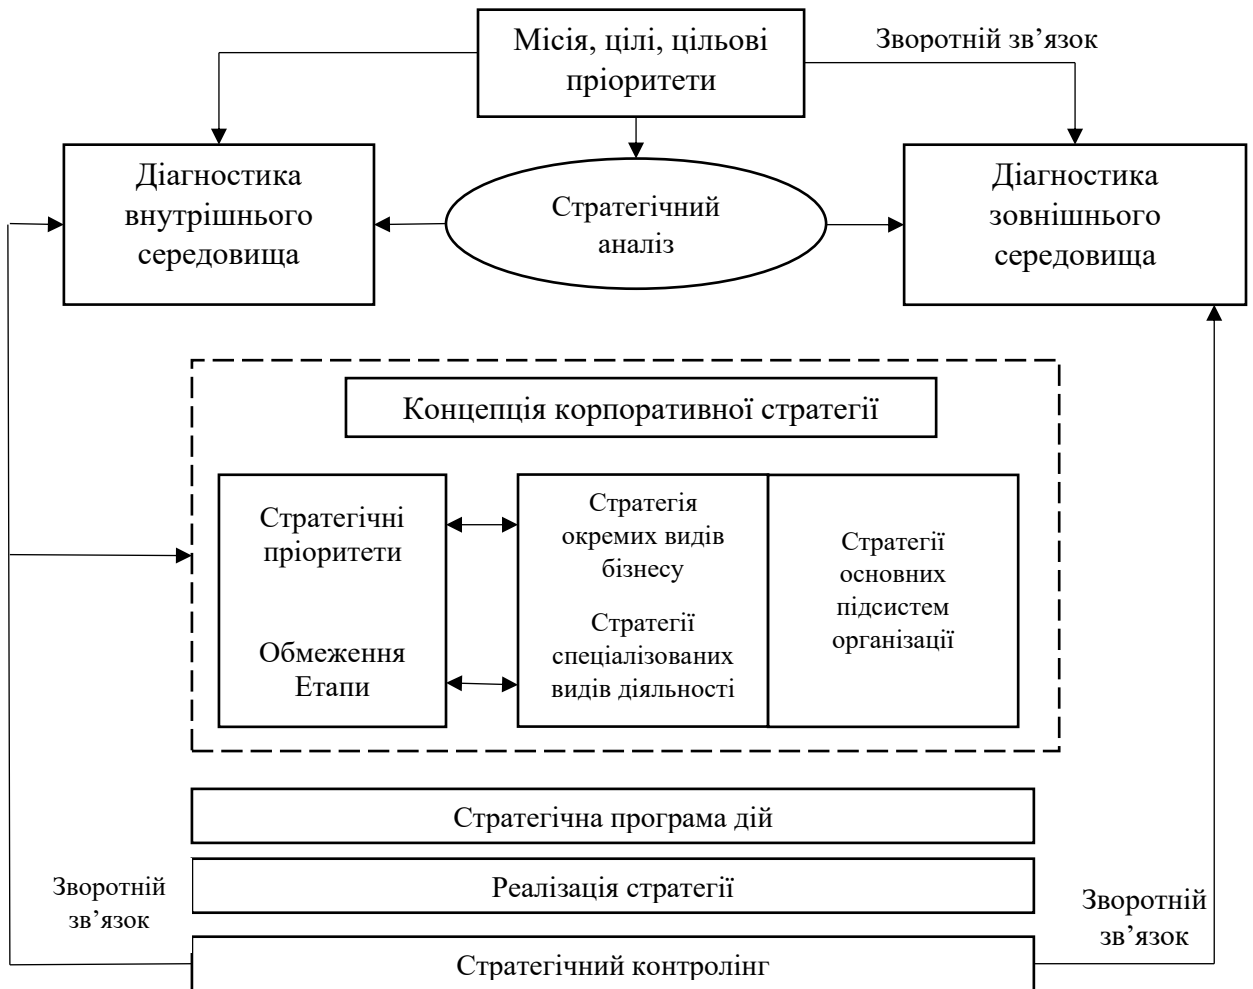 Місія, цілі, цільові
пріоритети
Зворотній зв’язок
Діагностика
внутрішнього
середовища
Стратегічний
аналіз
Діагностика
зовнішнього
середовища
Концепція корпоративної стратегії
Стратегічні
пріоритети
Обмеження
Етапи
Стратегія
окремих видів
бізнесу
Стратегії
спеціалізованих
видів діяльності
Стратегії
основних
підсистем
організації
Стратегічна програма дій
Реалізація стратегії
Зворотній
зв’язок
Зворотній
зв’язок
Стратегічний контролінг